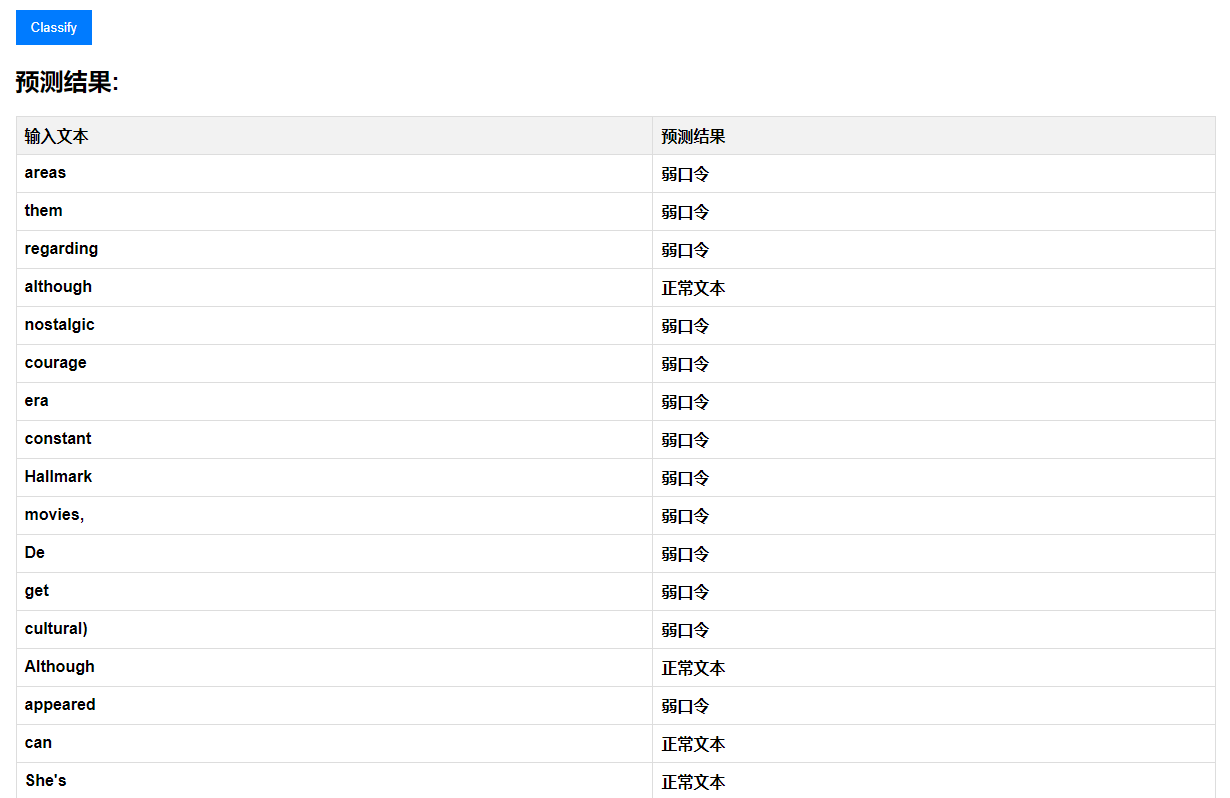 Classify
预测结果:
输入文本 预测结果
areas 弱口令
them 弱口令
regarding 弱口令
although 正常文本
nostalgic 弱口令
courage 弱口令
era 弱口令
constant 弱口令
Hallmark 弱口令
movies, 弱口令
De 弱口令
get 弱口令
cultural) 弱口令
Although 正常文本
appeared 弱口令
can 正常文本
She's 正常文本